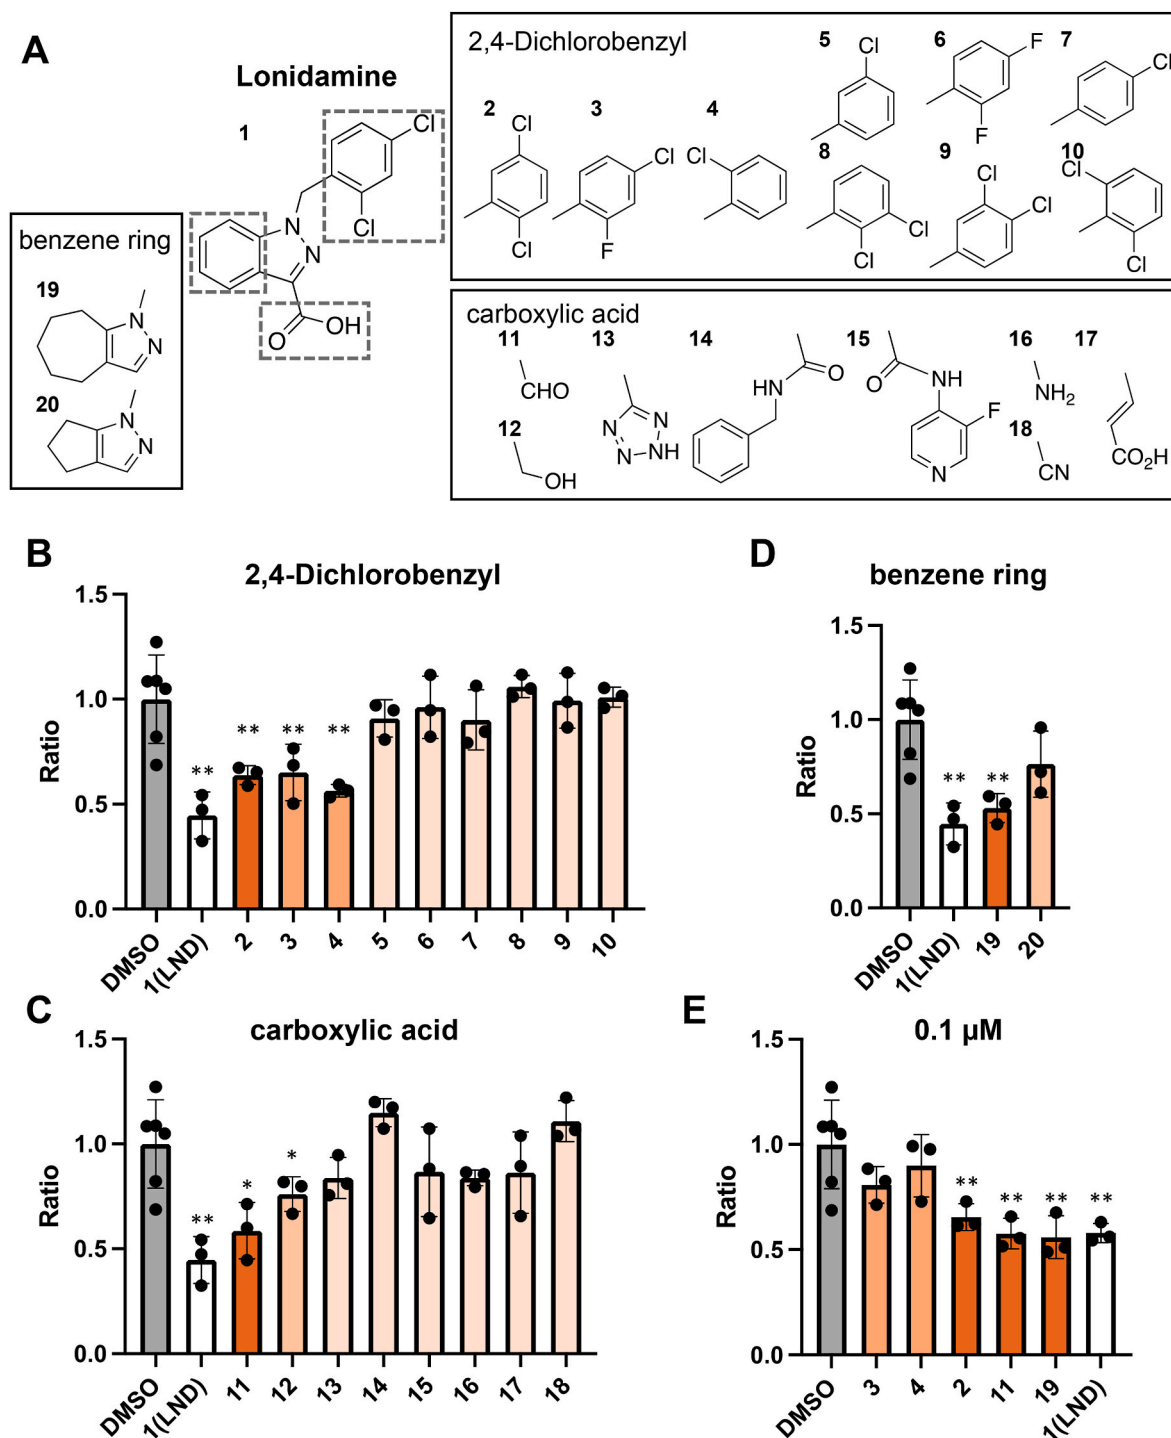 A
Lonidamine
1
Cl
Cl
N
N
O
OH
benzene ring
19
N
N
20
N
N
2,4-Dichlorobenzyl
2
Cl
Cl
3
Cl
F
4
Cl
5
Cl
6
F
F
7
Cl
8
Cl
Cl
9
Cl
Cl
10
Cl
Cl
carboxylic acid
11
CHO
12
OH
13
N
N
N
NH
14
HN
O
15
O
NH
F
N
16
NH2
17
CO2H
18
CN
B
2,4-Dichlorobenzyl
Ratio
1.5
1.0
0.5
0.0
** ** ** **
DMSO 1(LND) 2 3 4 5 6 7 8 9 10
D
benzene ring
Ratio
1.5
1.0
0.5
0.0
** **
DMSO 1(LND) 19 20
C
carboxylic acid
Ratio
1.5
1.0
0.5
0.0
** * *
DMSO 1(LND) 11 12 13 14 15 16 17 18
E
0.1 µM
Ratio
1.5
1.0
0.5
0.0
** ** ** **
DMSO 3 4 2 11 19 1(LND)